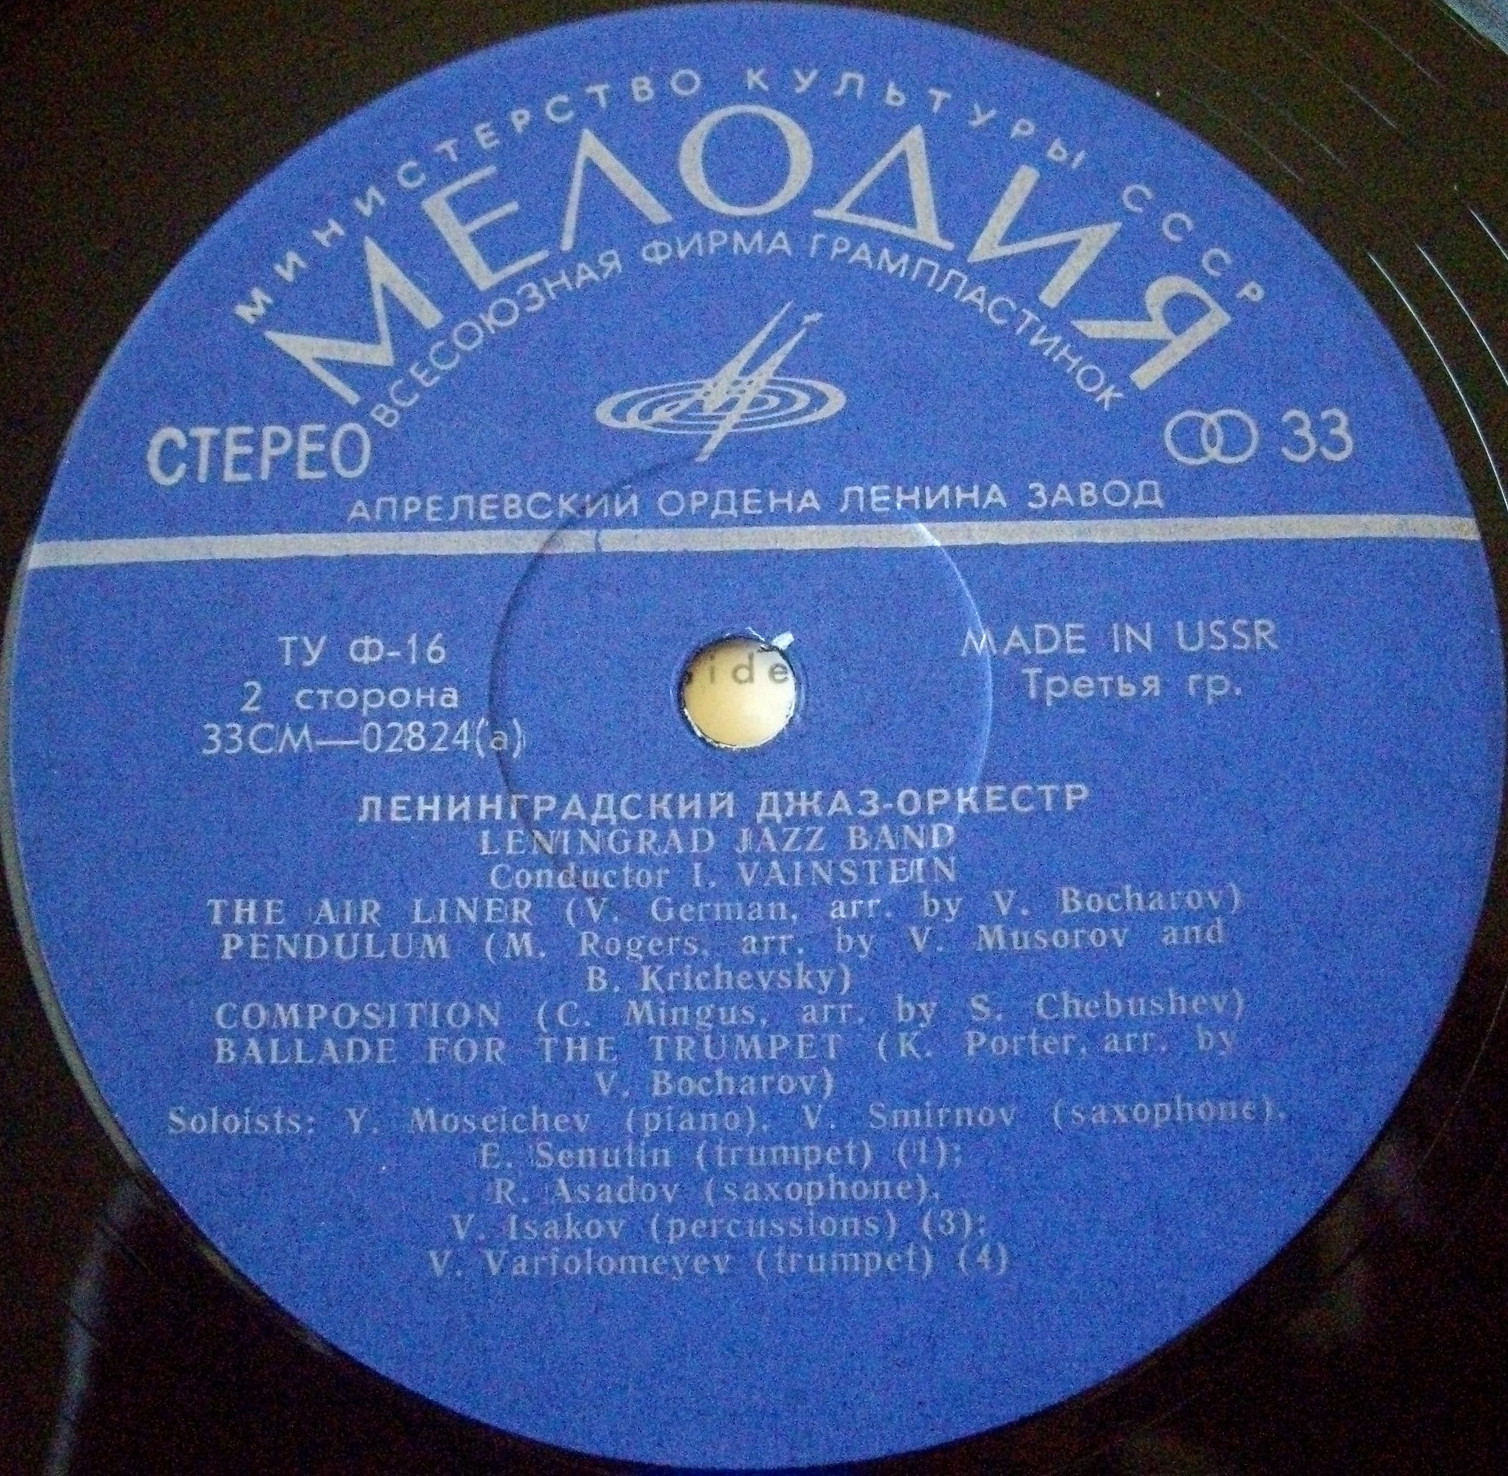 МИНИСТЕРСТВО КУЛЬТУРЫ СССР
МЕЛОДИЯ
ВСЕСОЮЗНАЯ ФИРМА ГРАМПЛАСТИНОК
СТЕРЕО
33
АПРЕЛЕВСКИЙ ОРДЕНА ЛЕНИНА ЗАВОД
ТУ Ф-16
2 сторона
33СМ—02824(а)
MADE IN USSR
Третья гр.
ide
ЛЕНИНГРАДСКИЙ ДЖАЗ-ОРКЕСТР
LENINGRAD JAZZ BAND
Conductor I. VAINSTEIN
THE AIR LINER (V. German, arr. by V. Bocharov)
PENDULUM (M. Rogers, arr. by V. Musorov and
B. Krichevsky)
COMPOSITION (C. Mingus, arr. by S. Chebushev)
BALLADE FOR THE TRUMPET (K. Porter, arr. by
V. Bocharov)
Soloists: Y. Moseichev (piano), V. Smirnov (saxophone),
E. Senutin (trumpet) (1);
R. Asadov (saxophone),
V. Isakov (percussions) (3);
V. Varfolomeyev (trumpet) (4)